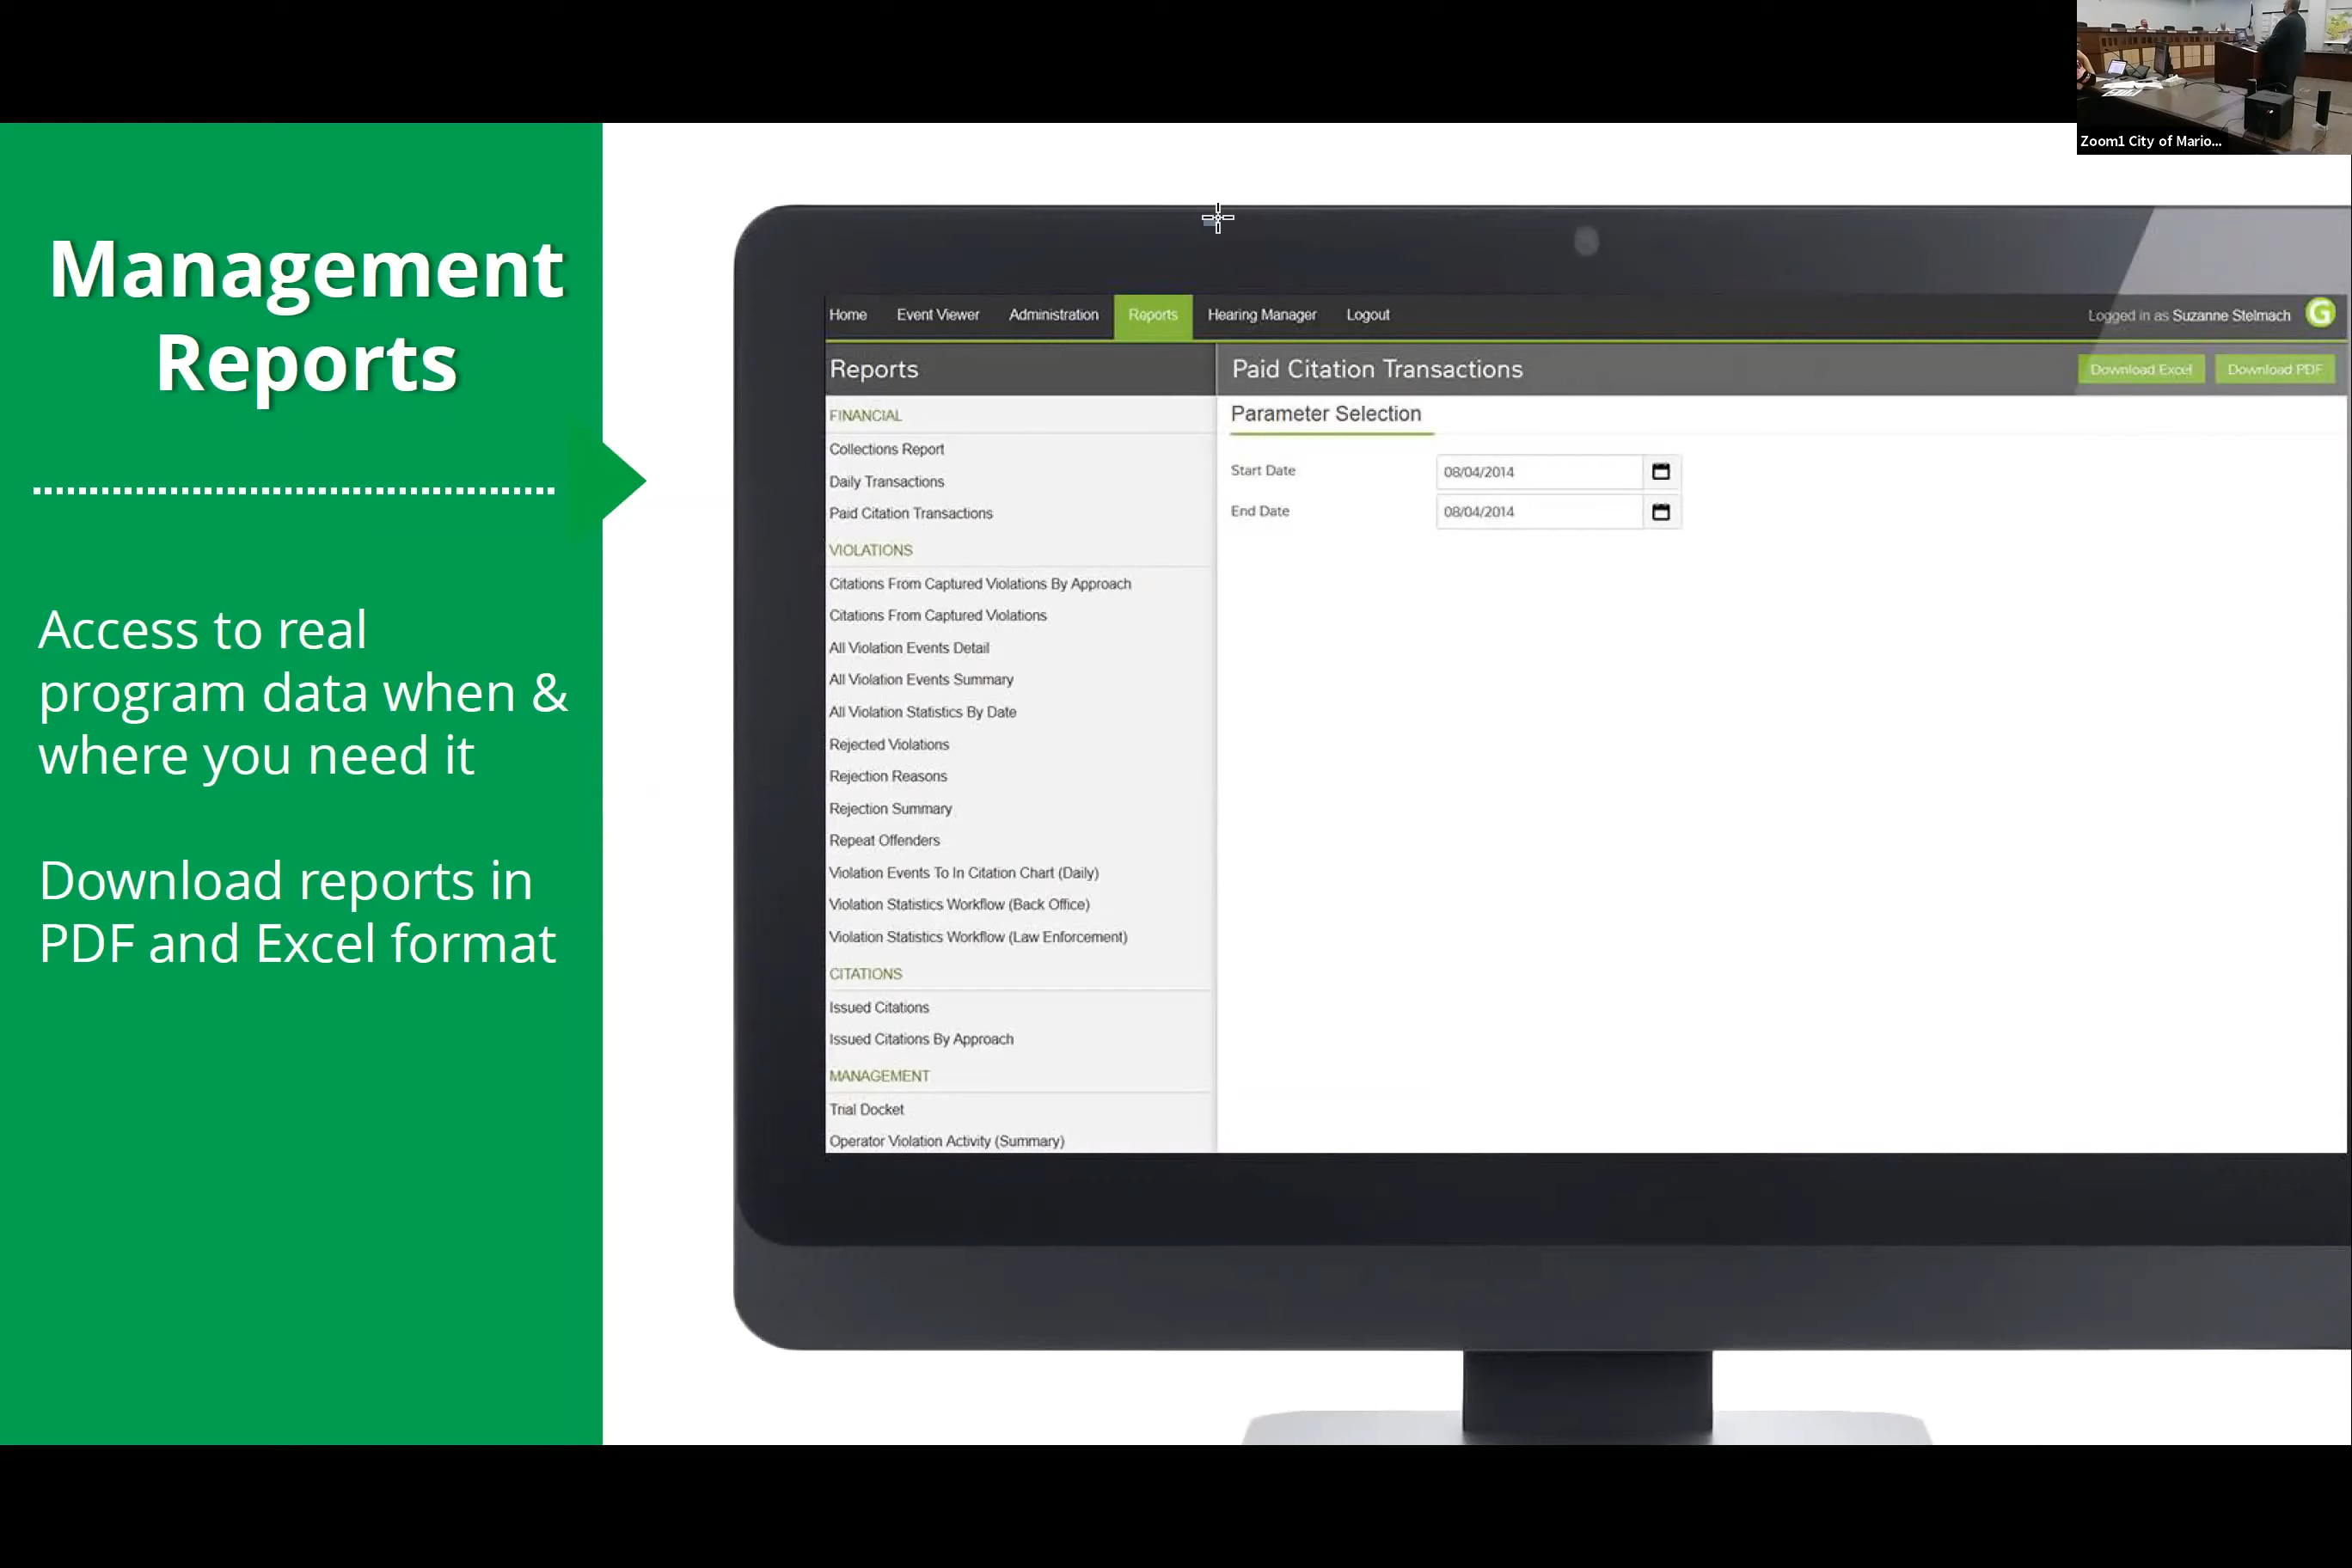 Zoom1 City of Mario...
Management
Reports
Access to real
program data when &
where you need it
Download reports in
PDF and Excel format
Home Event Viewer Administration Reports Hearing Manager Logout
Logged in as Suzanne Stelmach
G
Reports
FINANCIAL
Collections Report
Daily Transactions
Paid Citation Transactions
VIOLATIONS
Citations From Captured Violations By Approach
Citations From Captured Violations
All Violation Events Detail
All Violation Events Summary
All Violation Statistics By Date
Rejected Violations
Rejection Reasons
Rejection Summary
Repeat Offenders
Violation Events To In Citation Chart (Daily)
Violation Statistics Workflow (Back Office)
Violation Statistics Workflow (Law Enforcement)
CITATIONS
Issued Citations
Issued Citations By Approach
MANAGEMENT
Trial Docket
Operator Violation Activity (Summary)
Paid Citation Transactions
Download Excel Download PDF
Parameter Selection
Start Date 08/04/2014
End Date 08/04/2014